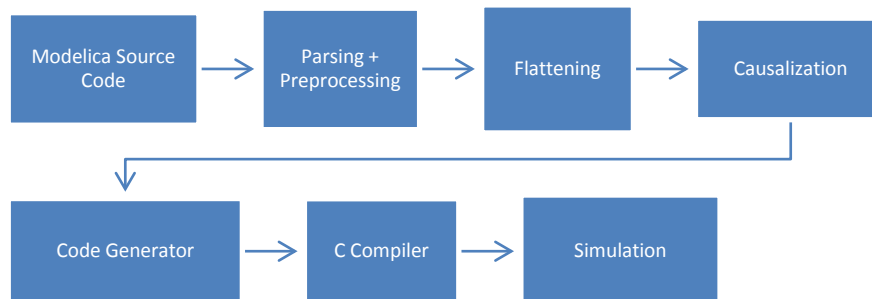 Modelica Source
Code
Parsing +
Preprocessing
Flattening
Causalization
Code Generator
C Compiler
Simulation